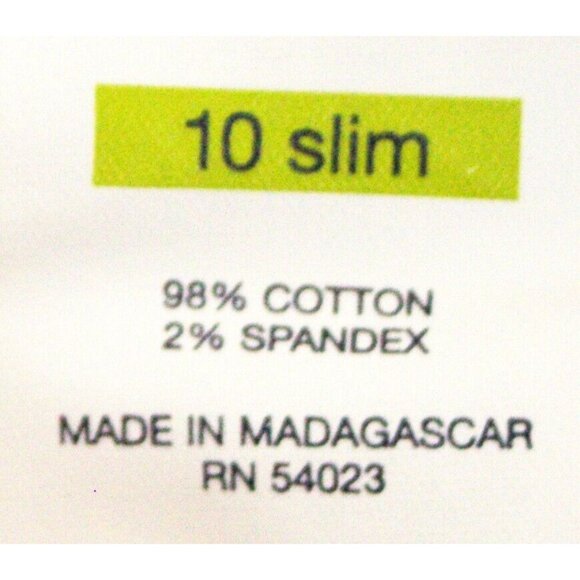 10 slim
98% COTTON
2% SPANDEX
MADE IN MADAGASCAR
RN 54023